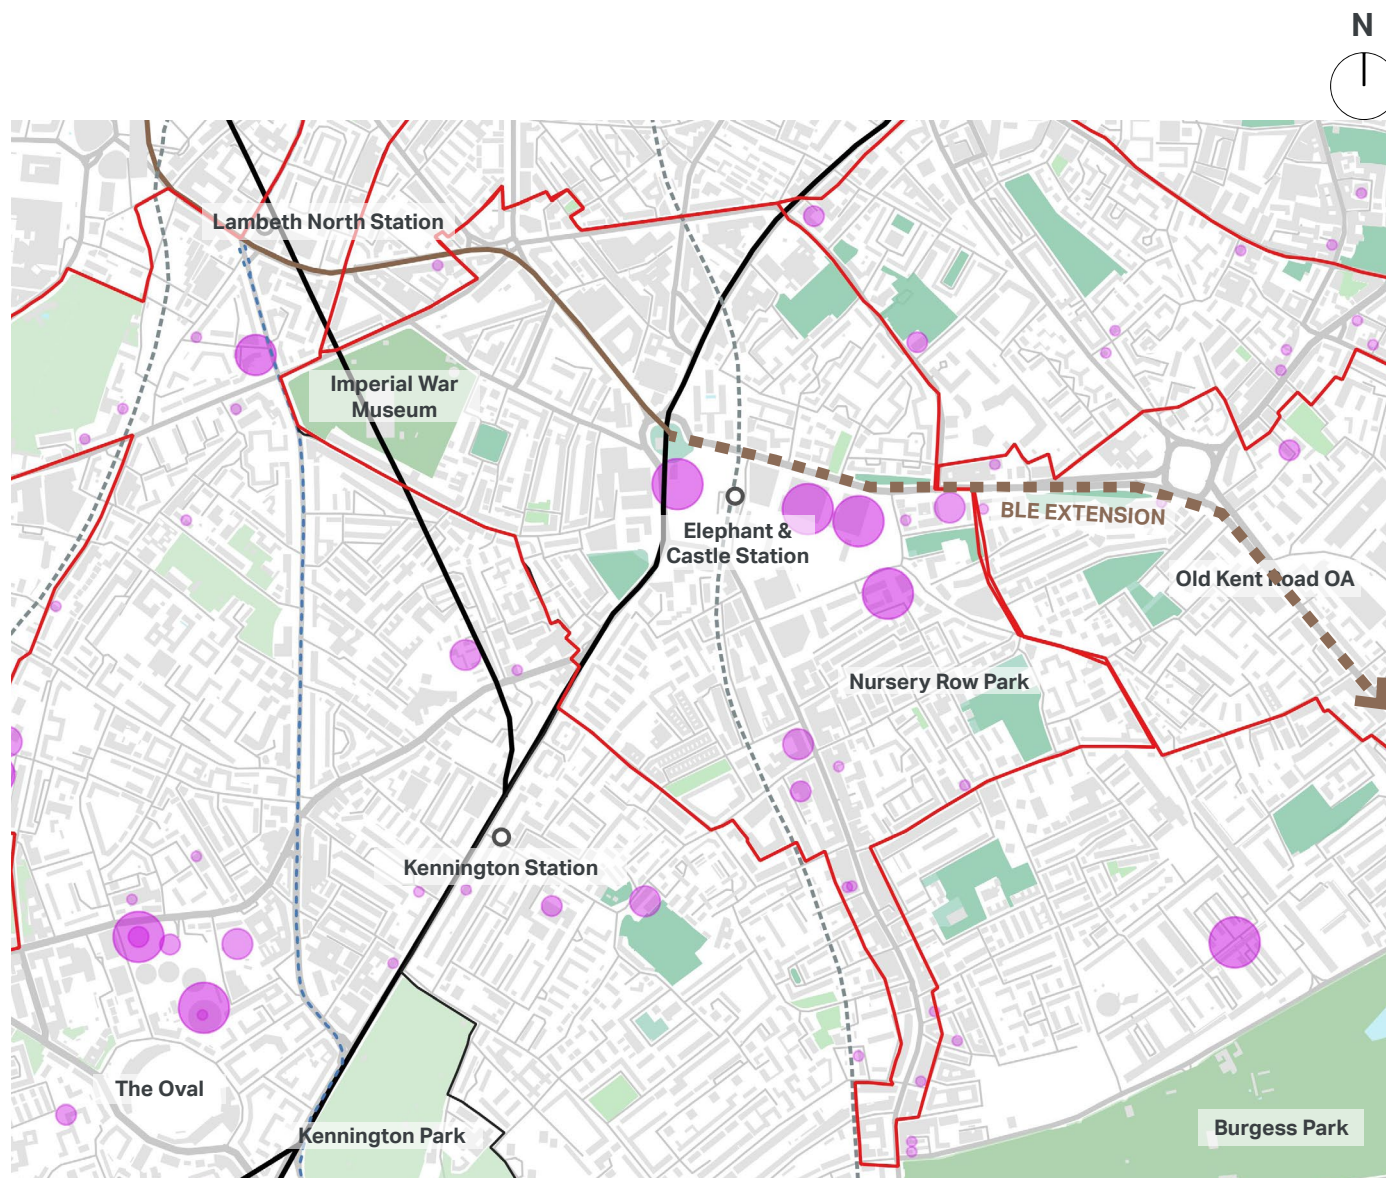 N
Lambeth North Station
Imperial War
Museum
Elephant &
Castle Station
BLE EXTENSION
Old Kent Road OA
Nursery Row Park
Kennington Station
The Oval
Kennington Park
Burgess Park